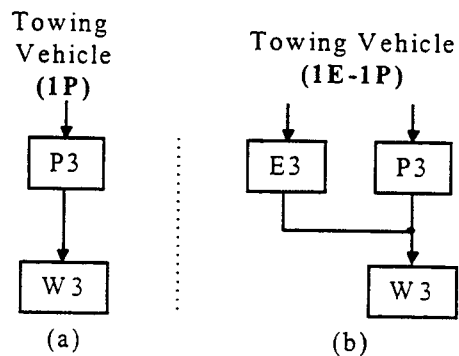 Towing
Vehicle
(1P)
P3
W3
(a)
Towing Vehicle
(1E-1P)
E3
P3
W3
(b)